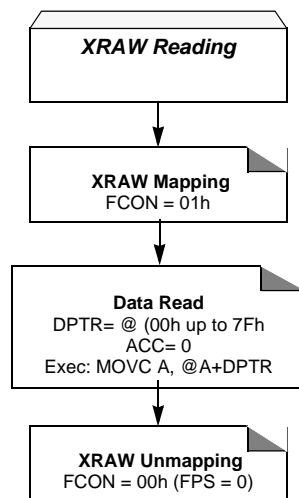 XRAW Reading
XRAW Mapping
FCON = 01h
Data Read
DPTR= @ (00h up to 7Fh
ACC= 0
Exec: MOVC A, @A+DPTR
XRAW Unmapping
FCON = 00h (FPS = 0)